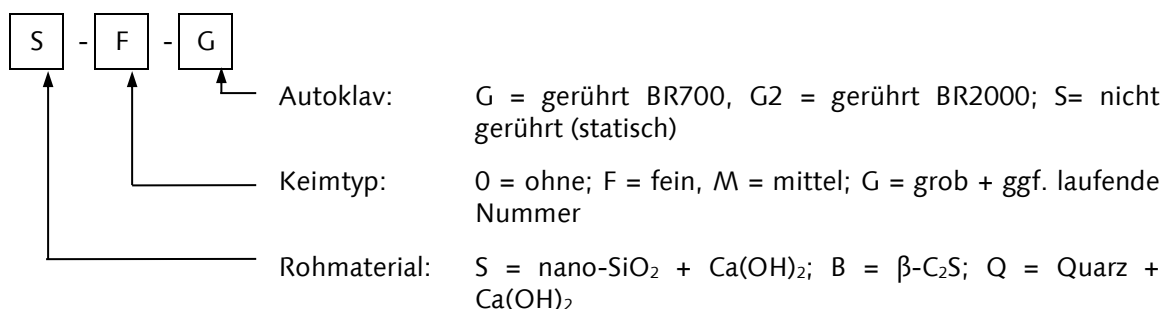 S - F - G
Autoklav: G = gerührt BR700, G2 = gerührt BR2000; S= nicht
gerührt (statisch)
Keimtyp: 0 = ohne; F = fein, M = mittel; G = grob + ggf. laufende
Nummer
Rohmaterial: S = nano-SiO₂ + Ca(OH)₂; B = β-C₂S; Q = Quarz +
Ca(OH)₂